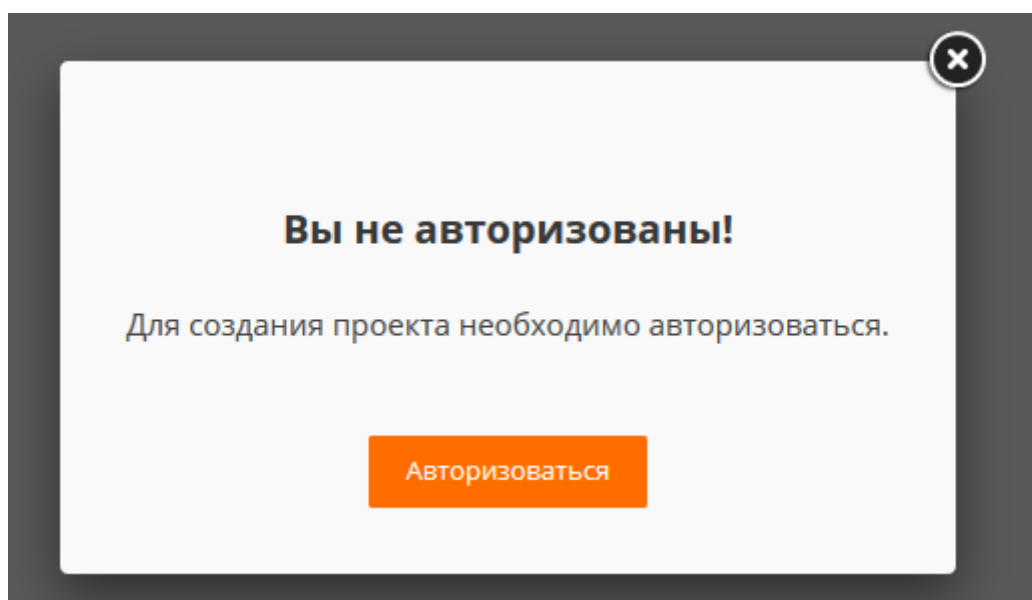 Вы не авторизованы!
Для создания проекта необходимо авторизоваться.
Авторизоваться